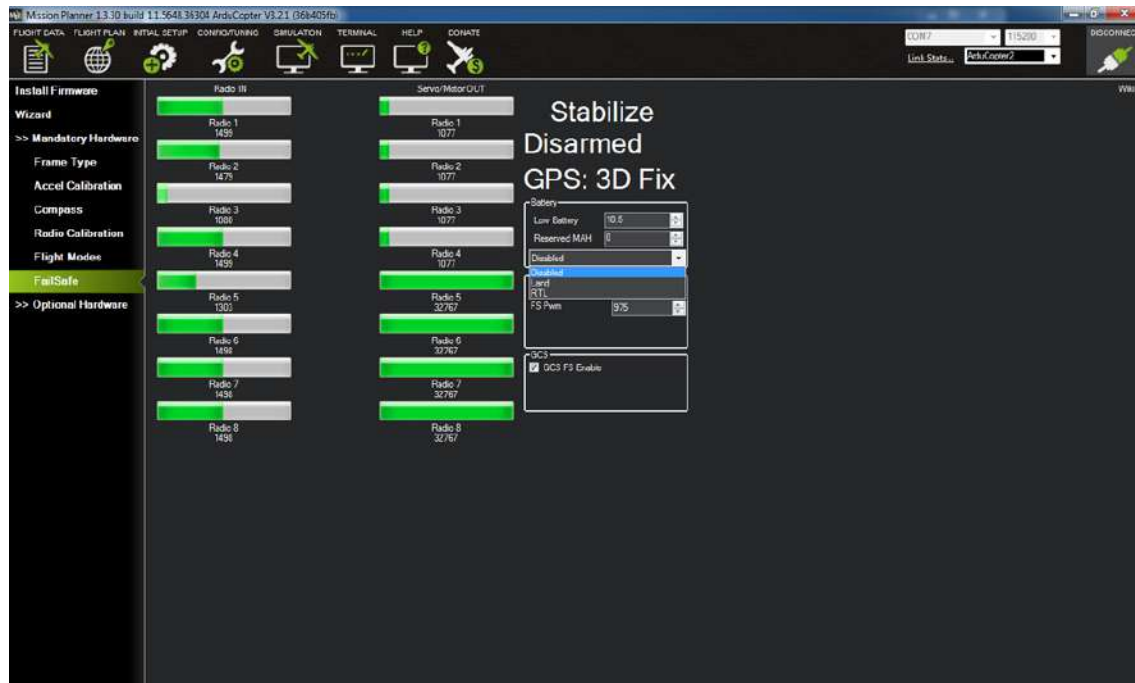 Mission Planner 1.3.30 build 1.1.5648.36304 ArduCopter V3.2.1 (36b405fb)
FLIGHT DATA FLIGHT PLAN INITIAL SETUP CONFIG/TUNING SIMULATION TERMINAL HELP DONATE
COM7 115200 DISCONNEC
Link Stats... ArduCopter2
Install Firmware
Wizard
>> Mandatory Hardware
Frame Type
Accel Calibration
Compass
Radio Calibration
Flight Modes
FailSafe
>> Optional Hardware
Radio IN
Radio 1
1499
Radio 2
1479
Radio 3
Radio 4
1499
Radio 5
1303
Radio 6
1498
Radio 7
1498
Radio 8
1498
Servo/Motor OUT
Radio 1
1077
Radio 2
1077
Radio 3
1077
Radio 4
1077
Radio 5
32767
Radio 6
32767
Radio 7
32767
Radio 8
32767
Stabilize
Disarmed
GPS: 3D Fix
Battery
Low Battery 10.5
Reserved MAH 0
Disabled
Disabled
Land
RTL
FS Pwm 975
GCS
GCS FS Enable